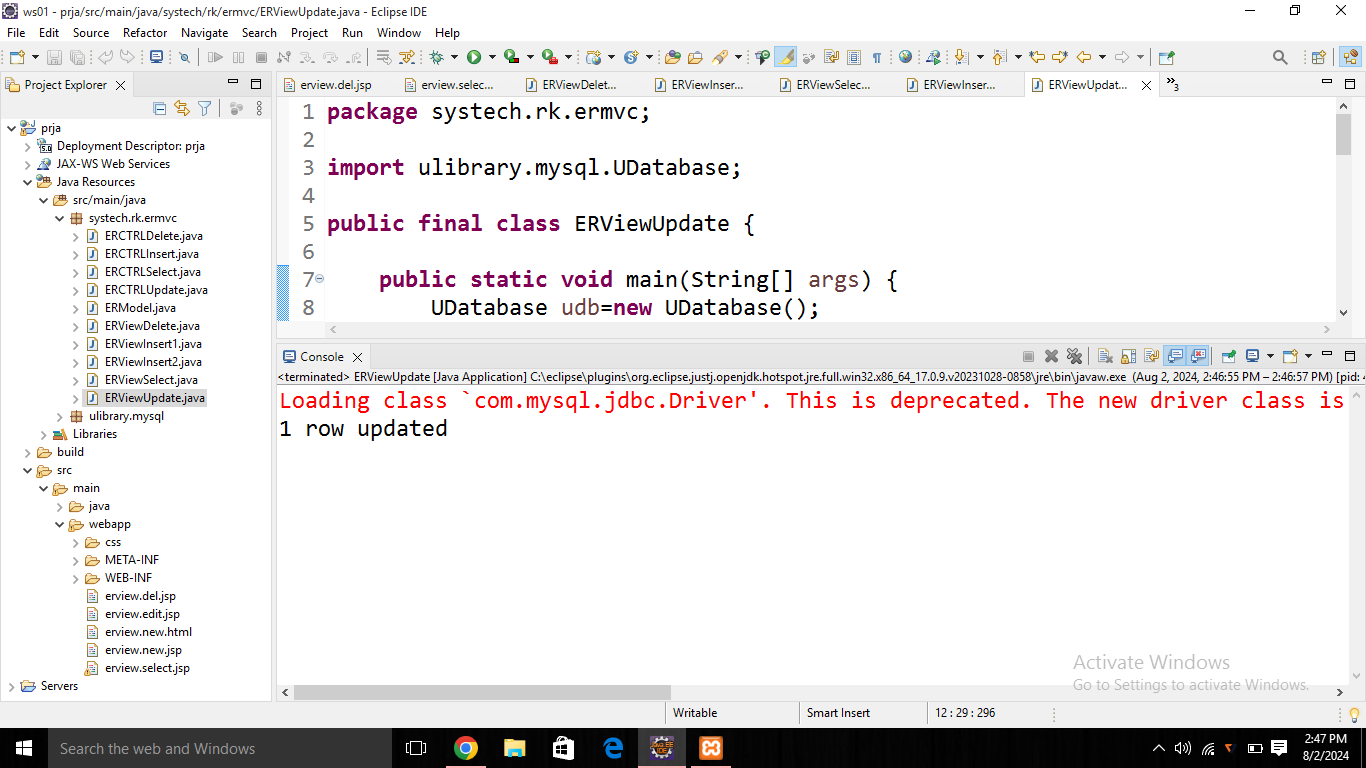 ws01 - prja/src/main/java/systech/rk/ermvc/ERViewUpdate.java - Eclipse IDE
File Edit Source Refactor Navigate Search Project Run Window Help
Project Explorer
prja
5.0 Deployment Descriptor: prja
JAX-WS Web Services
Java Resources
src/main/java
systech.rk.ermvc
ERCTRLDelete.java
ERCTRLInsert.java
ERCTRLSelect.java
ERCTRLUpdate.java
ERModel.java
ERViewDelete.java
ERViewInsert1.java
ERViewInsert2.java
ERViewSelect.java
ERViewUpdate.java
ulibrary.mysql
Libraries
build
src
main
java
webapp
css
META-INF
WEB-INF
erview.del.jsp
erview.edit.jsp
erview.new.html
erview.new.jsp
erview.select.jsp
Servers
erview.del.jsp erview.selec... ERViewDelet... ERViewInser... ERViewSelec... ERViewInser... ERViewUpdat... »3
1 package systech.rk.ermvc;
2
3 import ulibrary.mysql.UDatabase;
4
5 public final class ERViewUpdate {
6
7 public static void main(String[] args) {
8 UDatabase udb=new UDatabase();
Console
<terminated> ERViewUpdate [Java Application] C:\eclipse\plugins\org.eclipse.justj.openjdk.hotspot.jre.full.win32.x86_64_17.0.9.v20231028-0858\jre\bin\javaw.exe (Aug 2, 2024, 2:46:55 PM – 2:46:57 PM) [pid:
Loading class `com.mysql.jdbc.Driver'. This is deprecated. The new driver class is
1 row updated
Activate Windows
Go to Settings to activate Windows.
Writable Smart Insert 12 : 29 : 296
Search the web and Windows
2:47 PM
8/2/2024